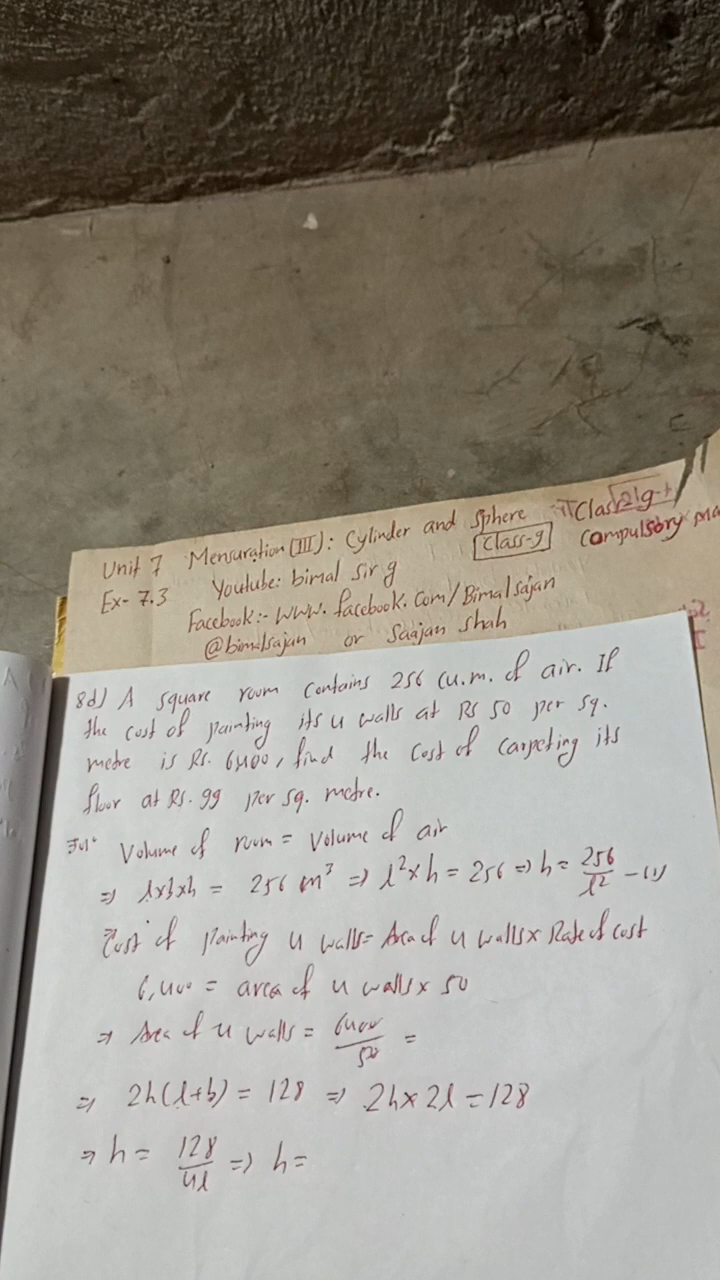 Unit 7 Mensuration (III): Cylinder and Sphere
Ex- 7.3 Youtube: bimal sir g Class-9 Compulsory
Facebook:- www.facebook.com/Bimalsajan
@bimalsajan or Saajan Shah
8d) A square room contains 256 cu.m. of air. If
the cost of painting its 4 walls at Rs 50 per sq.
metre is Rs. 6400, find the cost of carpeting its
floor at Rs. 99 per sq. metre.
Solⁿ Volume of room = Volume of air
⇒ l×b×h = 256 m³ ⇒ l²×h = 256 ⇒ h = 256/l² - (i)
Cost of painting 4 walls = Area of 4 walls × Rate of cost
6,400 = area of 4 walls × 50
⇒ Area of 4 walls = 6400/50 =
⇒ 2h(l+b) = 128 ⇒ 2h×2l = 128
⇒ h = 128/4l ⇒ h =